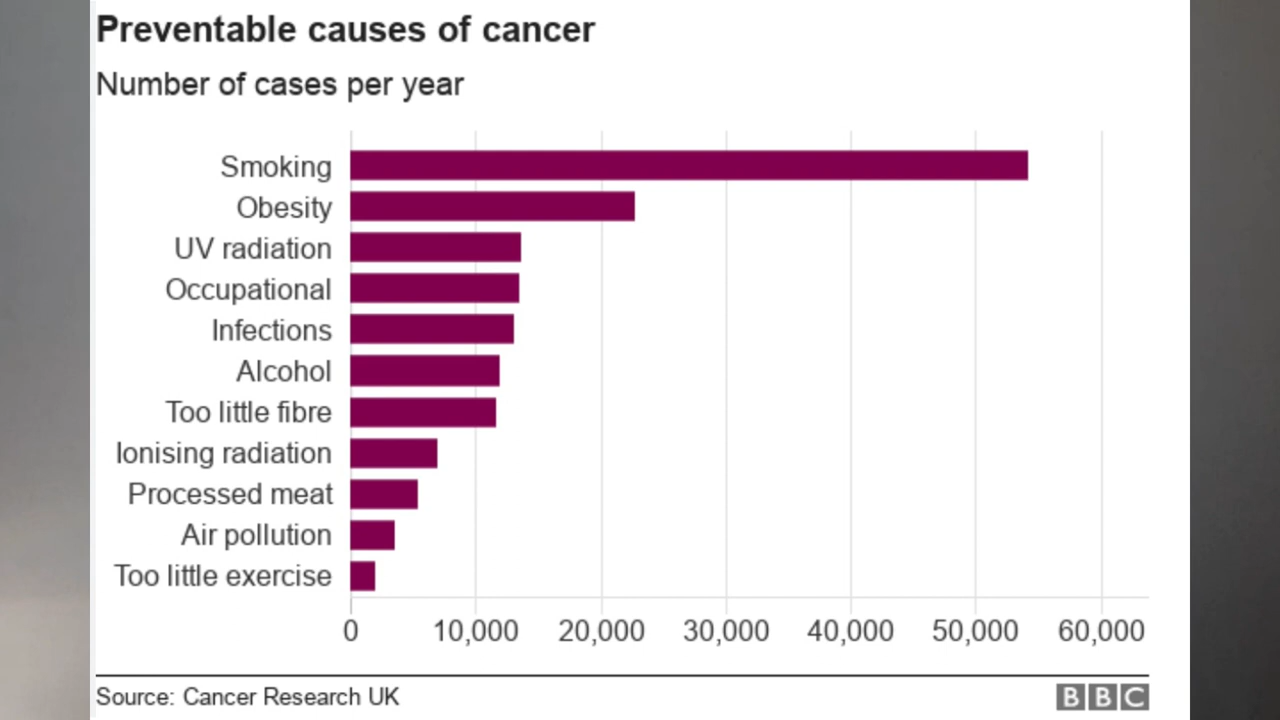 Preventable causes of cancer
Number of cases per year
Smoking
Obesity
UV radiation
Occupational
Infections
Alcohol
Too little fibre
Ionising radiation
Processed meat
Air pollution
Too little exercise
0 10,000 20,000 30,000 40,000 50,000 60,000
Source: Cancer Research UK BBC